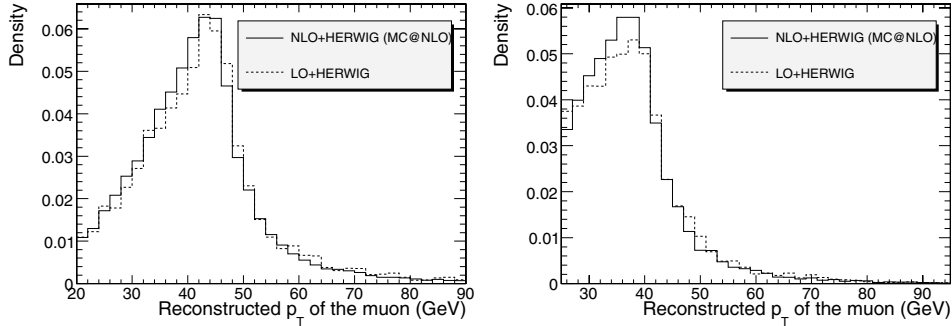 Density
0.06
0.05
0.04
0.03
0.02
0.01
0
NLO+HERWIG (MC@NLO)
LO+HERWIG
20 30 40 50 60 70 80 90
Reconstructed p_T of the muon (GeV)
Density
0.06
0.05
0.04
0.03
0.02
0.01
0
NLO+HERWIG (MC@NLO)
LO+HERWIG
30 40 50 60 70 80 90
Reconstructed p_T of the muon (GeV)